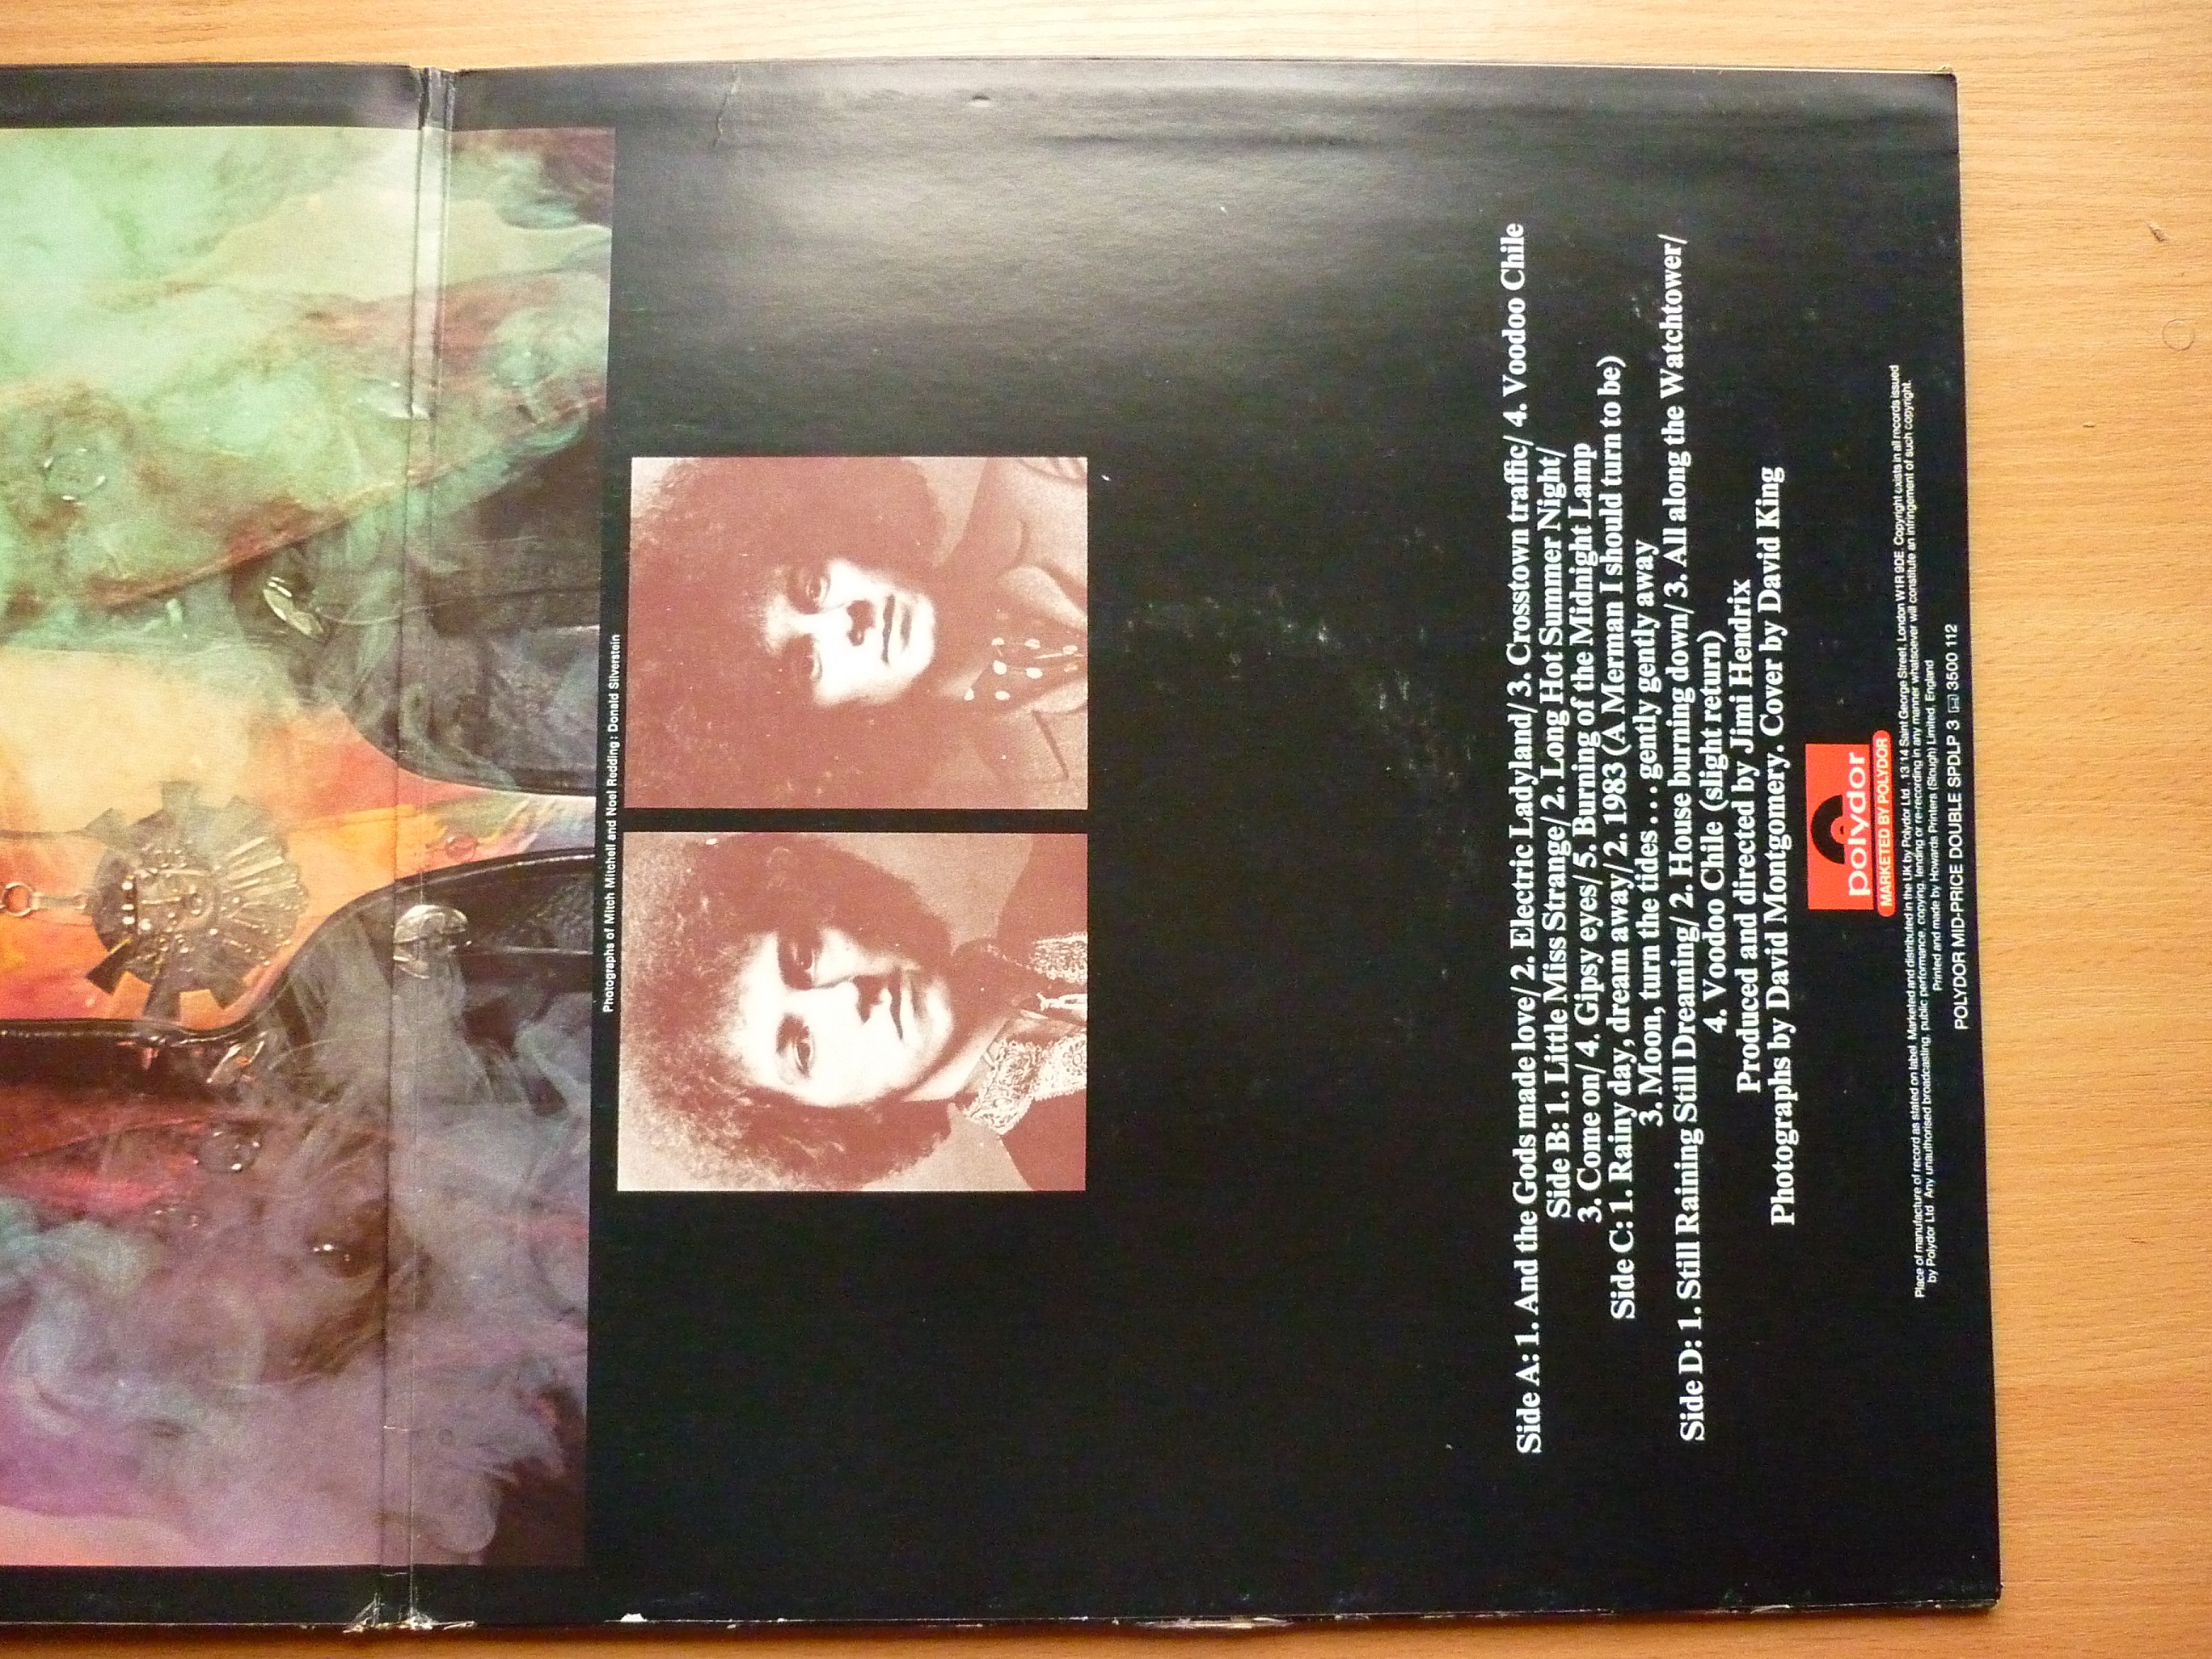 Photographs of Mitch Mitchell and Noel Redding: Donald Silverstein
Side A: 1. And the Gods made love/ 2. Electric Ladyland/ 3. Crosstown traffic/ 4. Voodoo Chile
Side B: 1. Little Miss Strange/ 2. Long Hot Summer Night/
3. Come on/ 4. Gipsy eyes/ 5. Burning of the Midnight Lamp
Side C: 1. Rainy day, dream away/ 2. 1983 (A Merman I should turn to be)
3. Moon, turn the tides.... gently gently away
Side D: 1. Still Raining Still Dreaming/ 2. House burning down/ 3. All along the Watchtower/
4. Voodoo Chile (slight return)
Produced and directed by Jimi Hendrix
Photographs by David Montgomery. Cover by David King
polydor
MARKETED BY POLYDOR
Place of manufacture of record as stated on label. Marketed and distributed in the UK by Polydor Ltd., 13/14 Saint George Street, London W1R 9DE. Copyright exists in all records issued
by Polydor Ltd. Any unauthorised broadcasting, public performance, copying, lending or re-recording in any manner whatsoever will constitute an infringement of such copyright.
Printed and made by Howards Printers (Slough) Limited, England
POLYDOR MID-PRICE DOUBLE SPDLP 3 3500 112